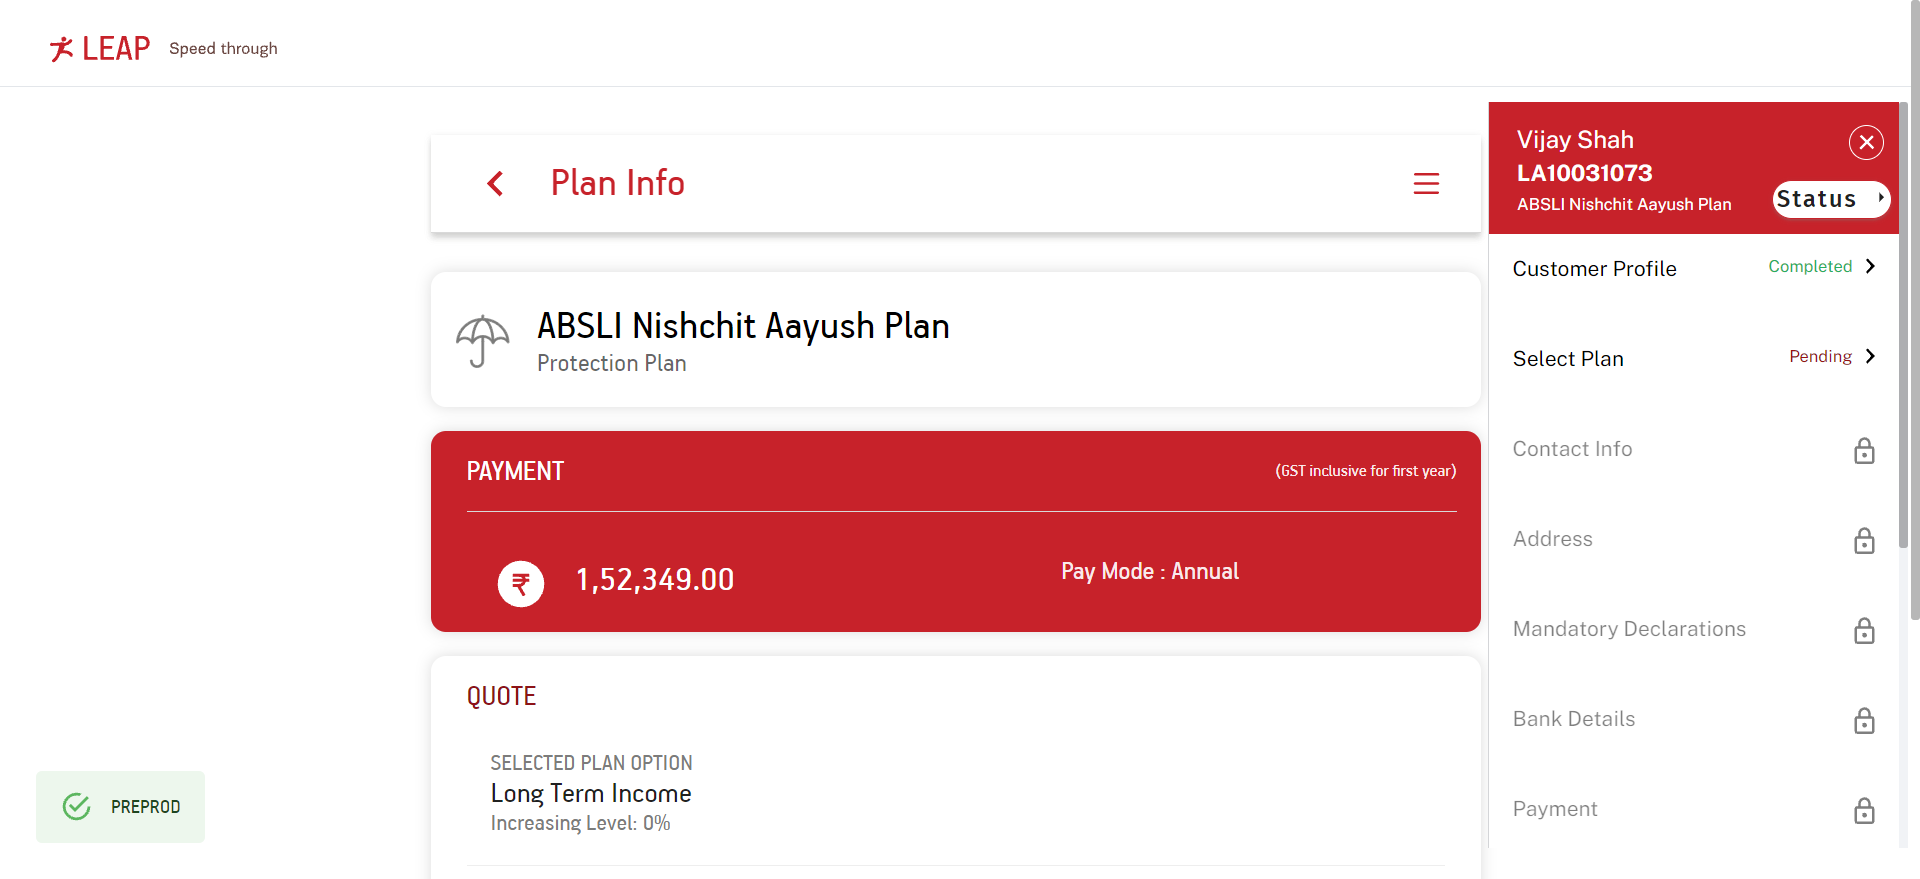 LEAP Speed through
Plan Info
ABSLI Nishchit Aayush Plan
Protection Plan
PAYMENT (GST inclusive for first year)
₹ 1,52,349.00 Pay Mode : Annual
QUOTE
SELECTED PLAN OPTION
Long Term Income
Increasing Level: 0%
PREPROD
Vijay Shah
LA10031073
ABSLI Nishchit Aayush Plan
Status
Customer Profile Completed
Select Plan Pending
Contact Info
Address
Mandatory Declarations
Bank Details
Payment